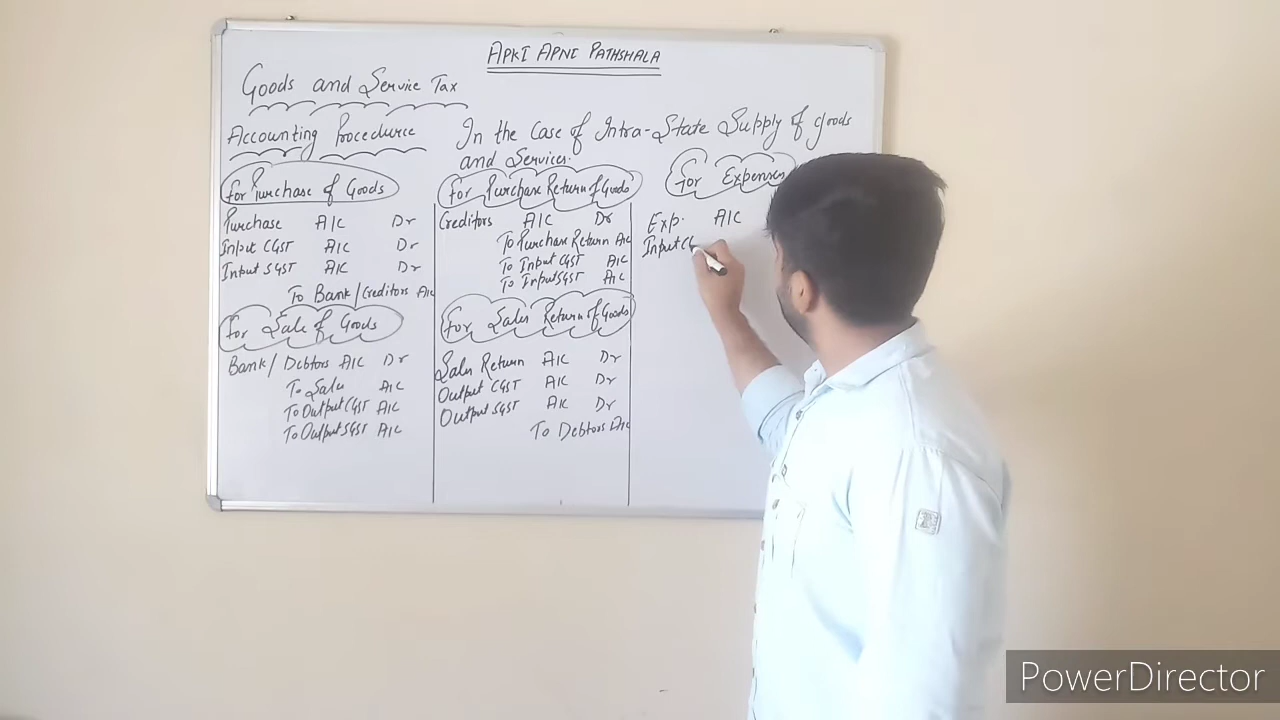 APKI APNI PATHSHALA
Goods and Service Tax
Accounting Procedurce
In the Case of Intra-State Supply of goods
and Services.
for Purchase of Goods
Purchase A/C Dr
Input CGST A/C Dr
Input SGST A/C Dr
To Bank/Creditors A/C
for Sale of Goods
Bank/Debtors A/C Dr
To Sales A/C
To Output CGST A/C
To Output SGST A/C
for Purchase Return of Goods
Creditors A/C Dr
To Purchase Return A/C
To Input CGST A/C
To Input SGST A/C
for Sales Return of Goods
Sales Return A/C Dr
Output CGST A/C Dr
Output SGST A/C Dr
To Debtors A/C
for Expenses
Exp. A/C
Input CG
PowerDirector